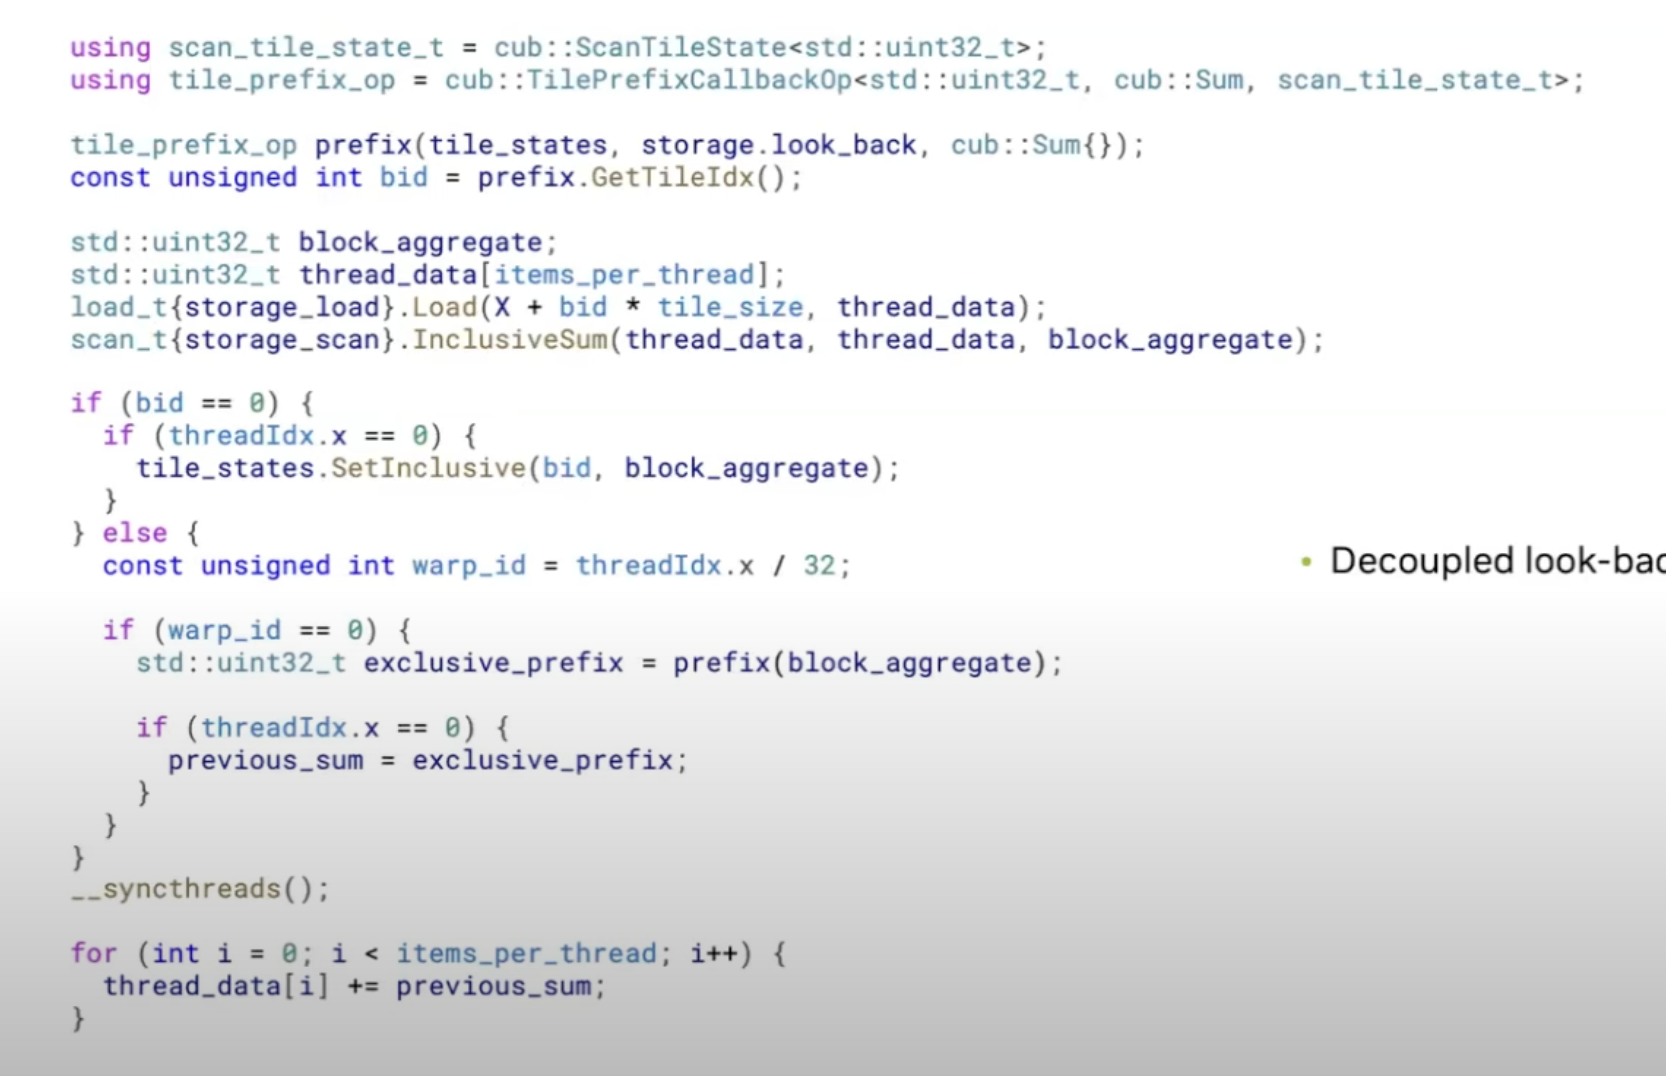 using scan_tile_state_t = cub::ScanTileState<std::uint32_t>;
using tile_prefix_op = cub::TilePrefixCallbackOp<std::uint32_t, cub::Sum, scan_tile_state_t>;
tile_prefix_op prefix(tile_states, storage.look_back, cub::Sum{});
const unsigned int bid = prefix.GetTileIdx();
std::uint32_t block_aggregate;
std::uint32_t thread_data[items_per_thread];
load_t{storage_load}.Load(X + bid * tile_size, thread_data);
scan_t{storage_scan}.InclusiveSum(thread_data, thread_data, block_aggregate);
if (bid == 0) {
  if (threadIdx.x == 0) {
    tile_states.SetInclusive(bid, block_aggregate);
  }
} else {
  const unsigned int warp_id = threadIdx.x / 32;
• Decoupled look-bac
  if (warp_id == 0) {
    std::uint32_t exclusive_prefix = prefix(block_aggregate);
    if (threadIdx.x == 0) {
      previous_sum = exclusive_prefix;
    }
  }
}
__syncthreads();
for (int i = 0; i < items_per_thread; i++) {
  thread_data[i] += previous_sum;
}